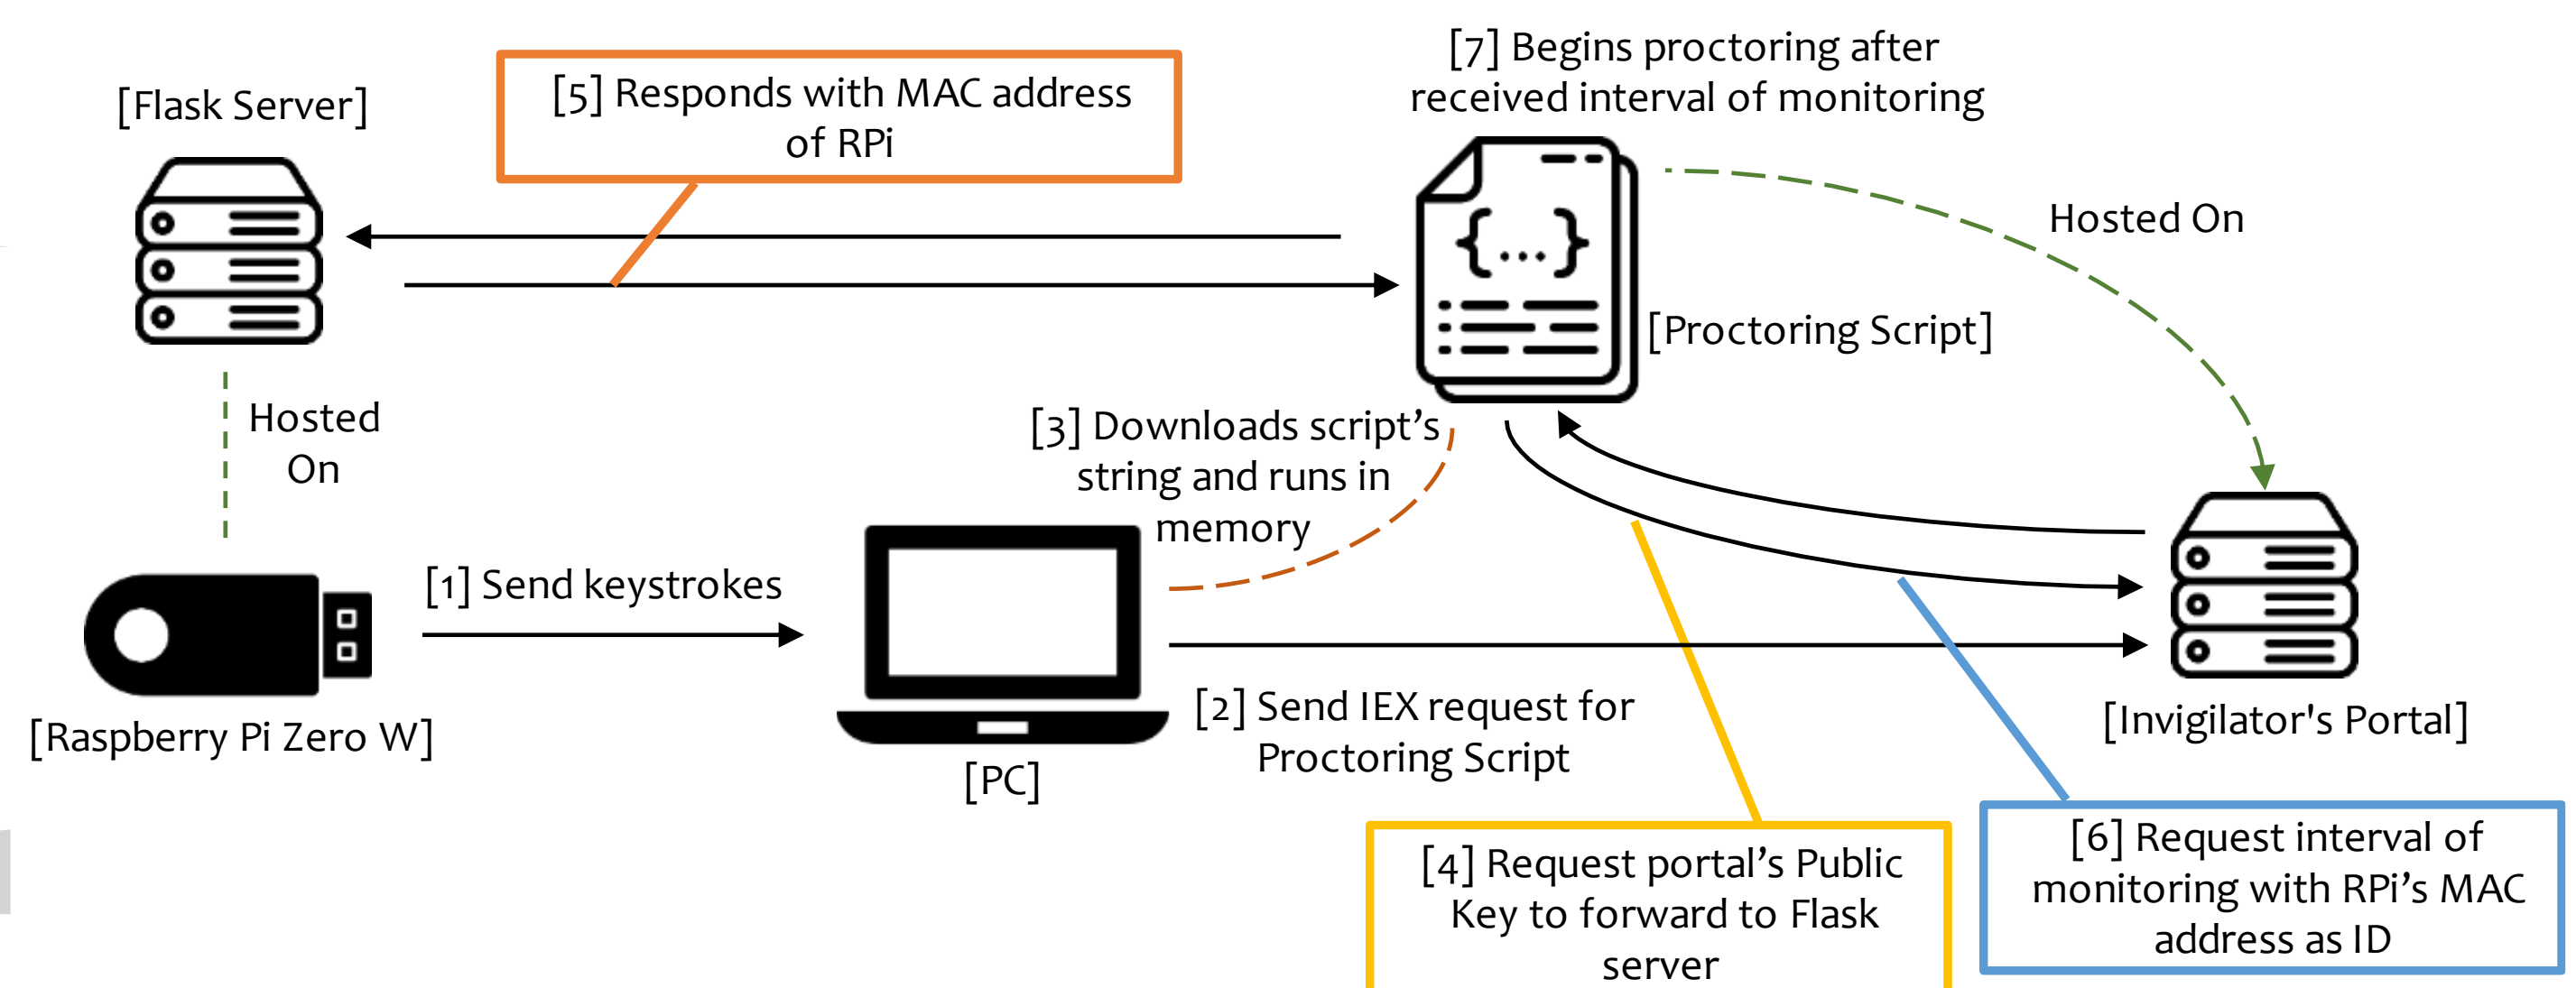 [7] Begins proctoring after
received interval of monitoring
[5] Responds with MAC address
of RPi
[Flask Server]
Hosted On
{...}
[Proctoring Script]
Hosted
On
[3] Downloads script’s
string and runs in
memory
[1] Send keystrokes
[Raspberry Pi Zero W]
[PC]
[2] Send IEX request for
Proctoring Script
[Invigilator's Portal]
[4] Request portal’s Public
Key to forward to Flask
server
[6] Request interval of
monitoring with RPi’s MAC
address as ID